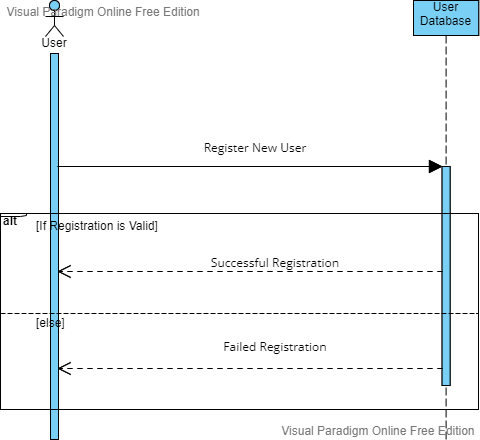 Visual Paradigm Online Free Edition
User
Database
User
Register New User
alt
[If Registration is Valid]
Successful Registration
[else]
Failed Registration
Visual Paradigm Online Free Edition